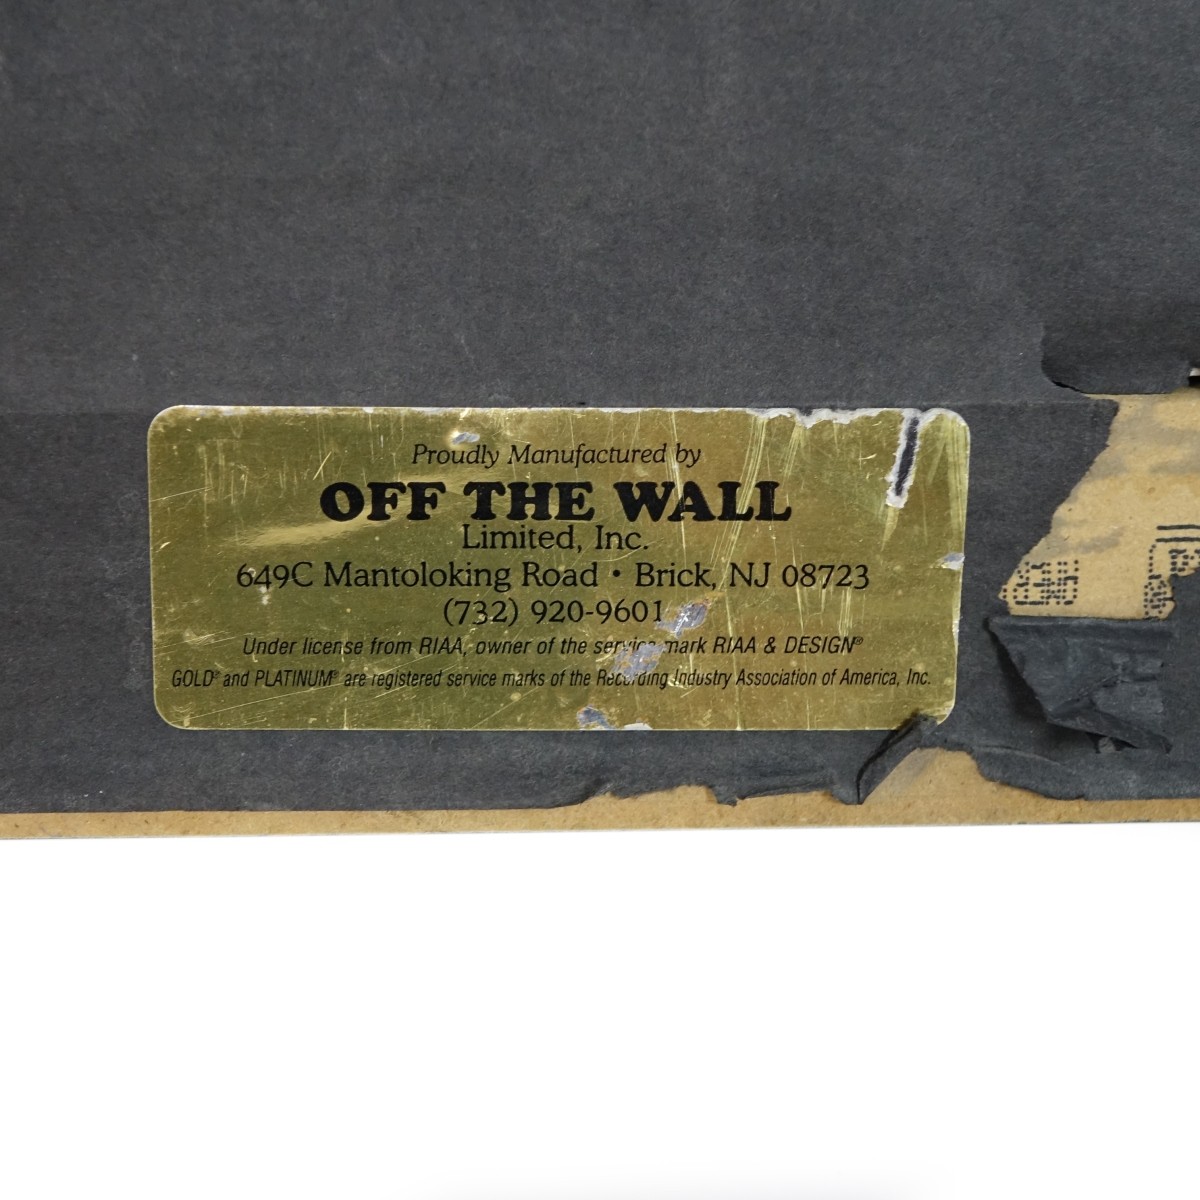 Proudly Manufactured by
OFF THE WALL
Limited, Inc.
649C Mantoloking Road • Brick, NJ 08723
(732) 920-9601
Under license from RIAA, owner of the service mark RIAA & DESIGN®
GOLD® and PLATINUM® are registered service marks of the Recording Industry Association of America, Inc.